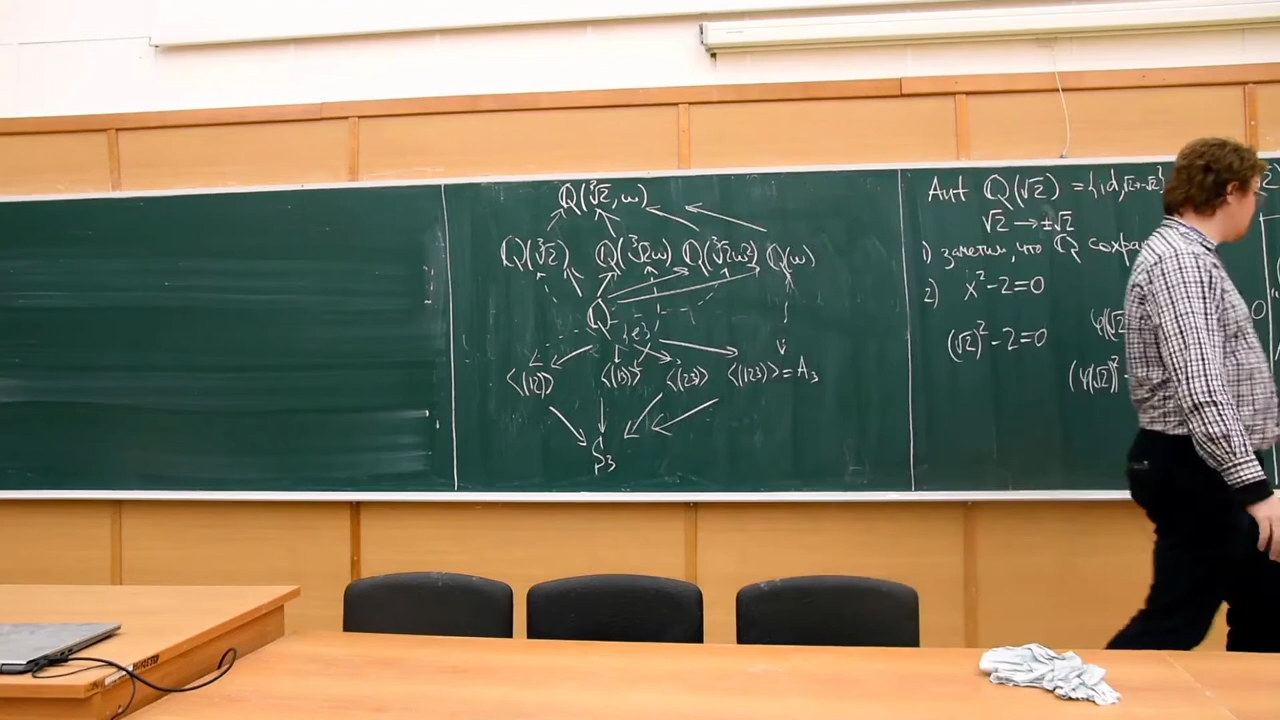 Q(∛2, ω)
Q(∛2) Q(∛2ω) Q(∛2ω²) Q(ω)
Q
{e}
⟨(12)⟩ ⟨(13)⟩ ⟨(23)⟩ ⟨(123)⟩ = A₃
S₃
Aut Q(√2) = {id, √2→-√2}
√2 → ±√2
1) заметим, что Q сохра
2) x² - 2 = 0
(√2)² - 2 = 0
φ(√2
(φ(√2)²